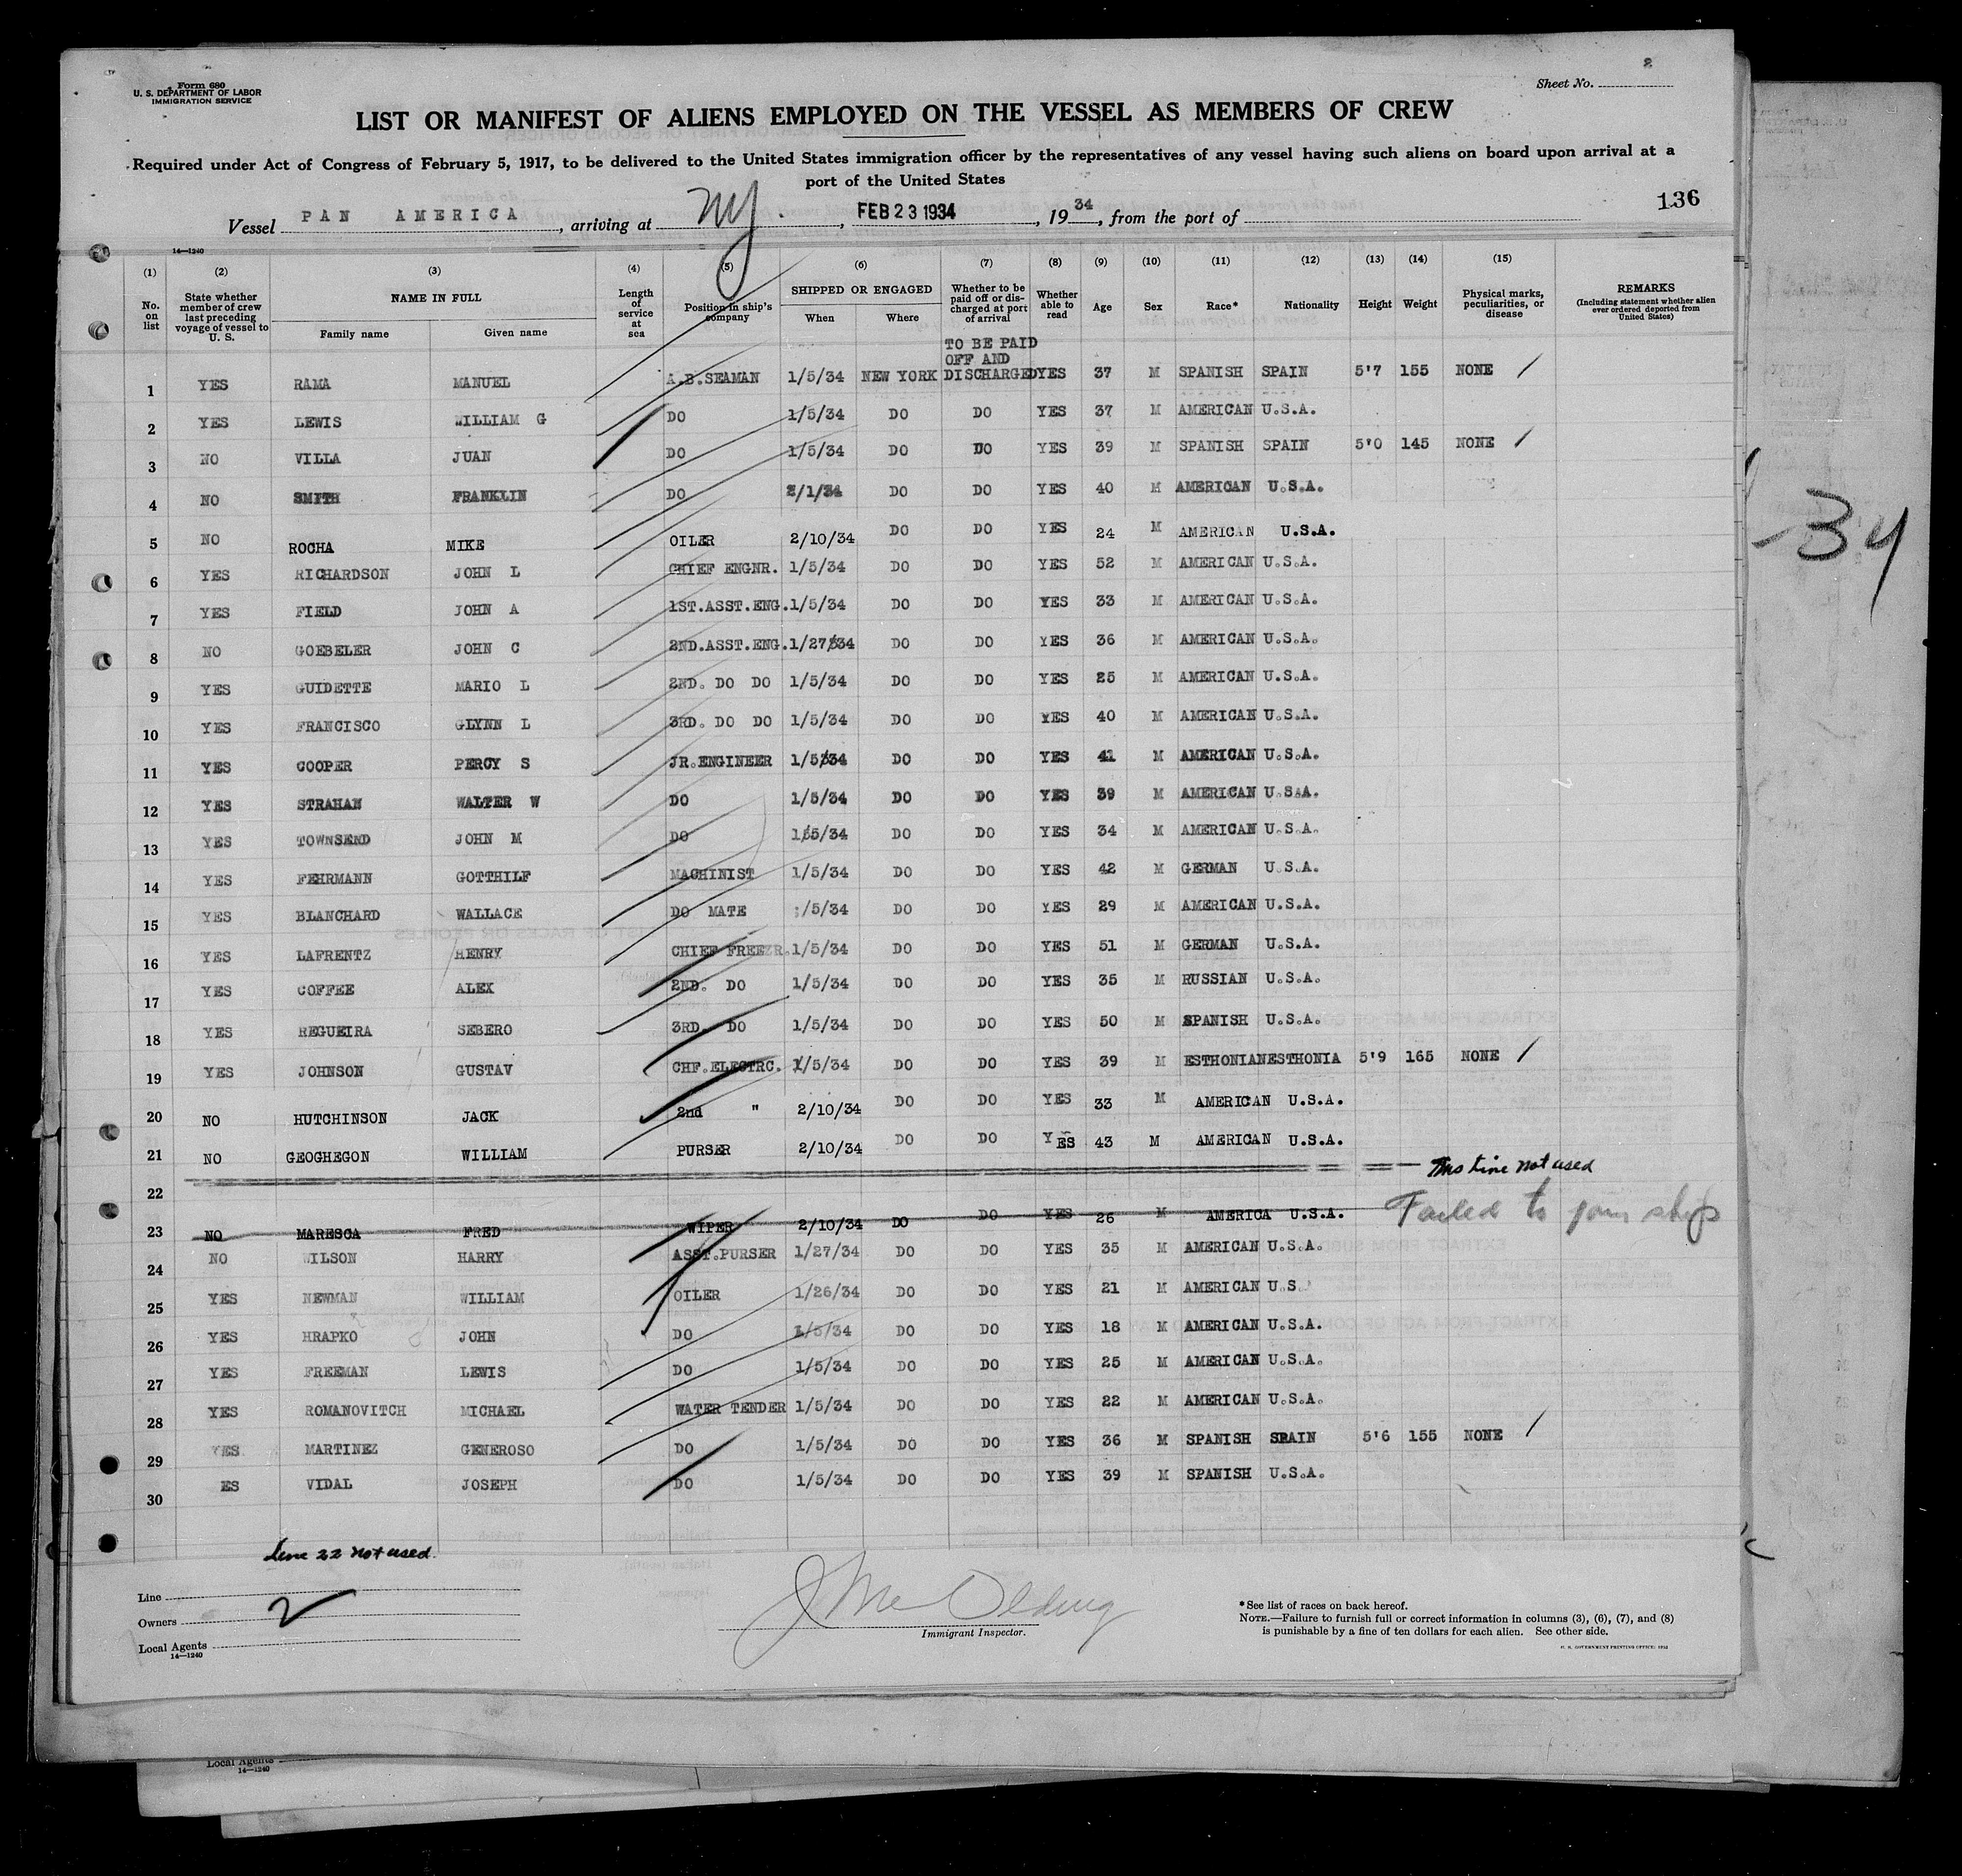 Form 680
U. S. DEPARTMENT OF LABOR
IMMIGRATION SERVICE
Sheet No. 2
LIST OR MANIFEST OF ALIENS EMPLOYED ON THE VESSEL AS MEMBERS OF CREW
Required under Act of Congress of February 5, 1917, to be delivered to the United States immigration officer by the representatives of any vessel having such aliens on board upon arrival at a
port of the United States
136
Vessel PAN AMERICA, arriving at NY, FEB 23 1934, 1934, from the port of
14—1240
(1) (2) (3) (4) (5) (6) (7) (8) (9) (10) (11) (12) (13) (14) (15)
No. on list State whether member of crew last preceding voyage of vessel to U. S. NAME IN FULL Family name Given name Length of service at sea Position in ship's company SHIPPED OR ENGAGED When Where Whether to be paid off or discharged at port of arrival Whether able to read Age Sex Race* Nationality Height Weight Physical marks, peculiarities, or disease REMARKS (Including statement whether alien ever ordered deported from United States)
TO BE PAID
OFF AND
1 YES RAMA MANUEL A.B.SEAMAN 1/5/34 NEW YORK DISCHARGED YES 37 M SPANISH SPAIN 5'7 155 NONE /
2 YES LEWIS WILLIAM G DO 1/5/34 DO DO YES 37 M AMERICAN U.S.A.
3 NO VILLA JUAN DO 1/5/34 DO DO YES 39 M SPANISH SPAIN 5'0 145 NONE /
4 NO SMITH FRANKLIN DO 2/1/34 DO DO YES 40 M AMERICAN U.S.A.
5 NO ROCHA MIKE OILER 2/10/34 DO DO YES 24 M AMERICAN U.S.A.
6 YES RICHARDSON JOHN L CHIEF ENGNR. 1/5/34 DO DO YES 52 M AMERICAN U.S.A.
7 YES FIELD JOHN A 1ST.ASST.ENG. 1/5/34 DO DO YES 33 M AMERICAN U.S.A.
8 NO GOEBELER JOHN C 2ND.ASST.ENG. 1/27/34 DO DO YES 36 M AMERICAN U.S.A.
9 YES GUIDETTE MARIO L 2ND. DO DO 1/5/34 DO DO YES 25 M AMERICAN U.S.A.
10 YES FRANCISCO GLYNN L 3RD. DO DO 1/5/34 DO DO YES 40 M AMERICAN U.S.A.
11 YES COOPER PERCY S JR.ENGINEER 1/5/34 DO DO YES 41 M AMERICAN U.S.A.
12 YES STRAHAN WALTER W DO 1/5/34 DO DO YES 39 M AMERICAN U.SAA.
13 YES TOWNSEND JOHN M DO 1/5/34 DO DO YES 34 M AMERICAN U.S.A.
14 YES FEHRMANN GOTTHILF MACHINIST 1/5/34 DO DO YES 42 M GERMAN U.S.A.
15 YES BLANCHARD WALLACE DO MATE /5/34 DO DO YES 29 M AMERICAN U.S.A.
16 YES LAFRENTZ HENRY CHIEF FREEZR. 1/5/34 DO DO YES 51 M GERMAN U.S.A.
17 YES COFFEE ALEX 2ND. DO 1/5/34 DO DO YES 35 M RUSSIAN U.S.A.
18 YES REGUEIRA SEBERO 3RD. DO 1/5/34 DO DO YES 50 M SPANISH U.S.A.
19 YES JOHNSON GUSTAV CHF.ELECTRC. 1/5/34 DO DO YES 39 M ESTHONIAN ESTHONIA 5'9 165 NONE /
20 NO HUTCHINSON JACK 2nd " 2/10/34 DO DO YES 33 M AMERICAN U.S.A.
21 NO GEOGHEGON WILLIAM PURSER 2/10/34 DO DO YES 43 M AMERICAN U.S.A.
22 This line not used
23 NO MARESCA FRED WIPER 2/10/34 DO DO YES 26 M AMERICA U.S.A. Failed to join ship
24 NO WILSON HARRY ASST.PURSER 1/27/34 DO DO YES 35 M AMERICAN U.S.A.
25 YES NEWMAN WILLIAM OILER 1/26/34 DO DO YES 21 M AMERICAN U.S.
26 YES HRAPKO JOHN DO 1/5/34 DO DO YES 18 M AMERICAN U.S.A.
27 YES FREEMAN LEWIS DO 1/5/34 DO DO YES 25 M AMERICAN U.S.A.
28 YES ROMANOVITCH MICHAEL WATER TENDER 1/5/34 DO DO YES 22 M AMERICAN U.S.A.
29 YES MARTINEZ GENEROSO DO 1/5/34 DO DO YES 36 M SPANISH SPAIN 5'6 155 NONE /
30 ES VIDAL JOSEPH DO 1/5/34 DO DO YES 39 M SPANISH U.S.A.
Line 22 not used.
Line
Owners 2
Local Agents
14—1240
Immigrant Inspector.
*See list of races on back hereof.
NOTE.—Failure to furnish full or correct information in columns (3), (6), (7), and (8)
is punishable by a fine of ten dollars for each alien. See other side.
U. S. GOVERNMENT PRINTING OFFICE: 1932
-34
Local Agents
14—1240